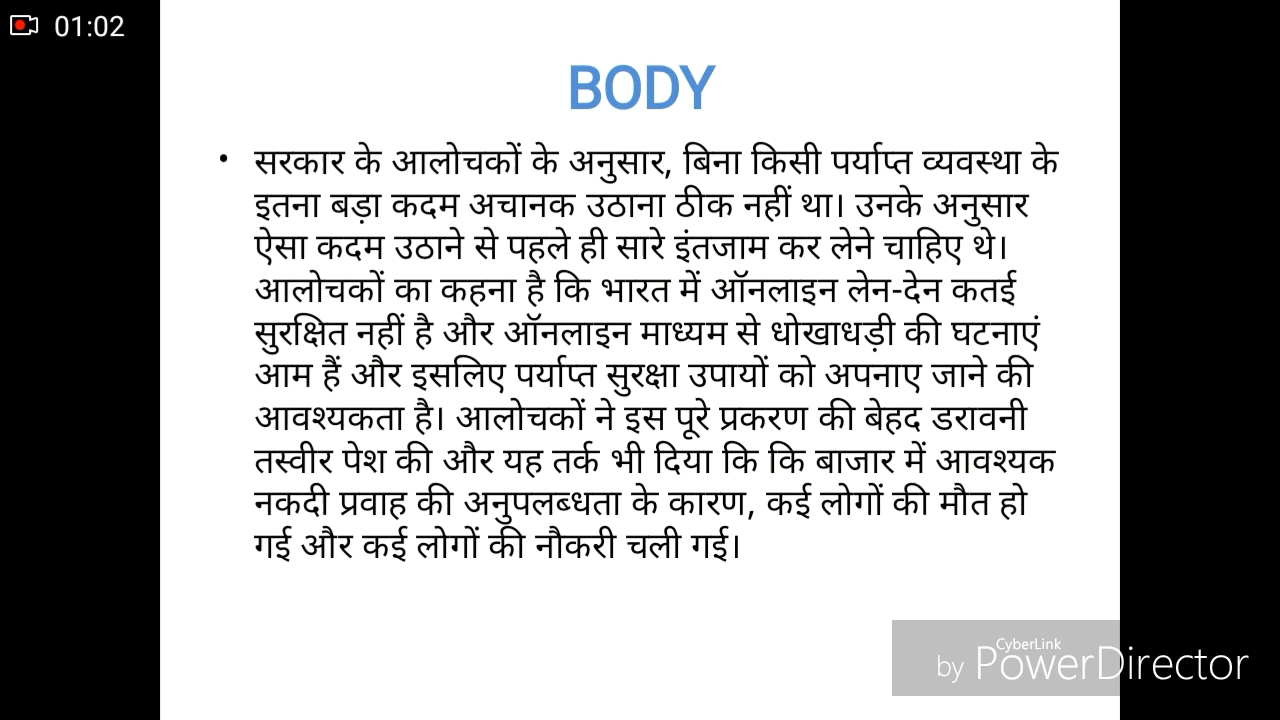 01:02
BODY
• सरकार के आलोचकों के अनुसार, बिना किसी पर्याप्त व्यवस्था के
इतना बड़ा कदम अचानक उठाना ठीक नहीं था। उनके अनुसार
ऐसा कदम उठाने से पहले ही सारे इंतजाम कर लेने चाहिए थे।
आलोचकों का कहना है कि भारत में ऑनलाइन लेन-देन कतई
सुरक्षित नहीं है और ऑनलाइन माध्यम से धोखाधड़ी की घटनाएं
आम हैं और इसलिए पर्याप्त सुरक्षा उपायों को अपनाए जाने की
आवश्यकता है। आलोचकों ने इस पूरे प्रकरण की बेहद डरावनी
तस्वीर पेश की और यह तर्क भी दिया कि कि बाजार में आवश्यक
नकदी प्रवाह की अनुपलब्धता के कारण, कई लोगों की मौत हो
गई और कई लोगों की नौकरी चली गई।
CyberLink
by PowerDirector